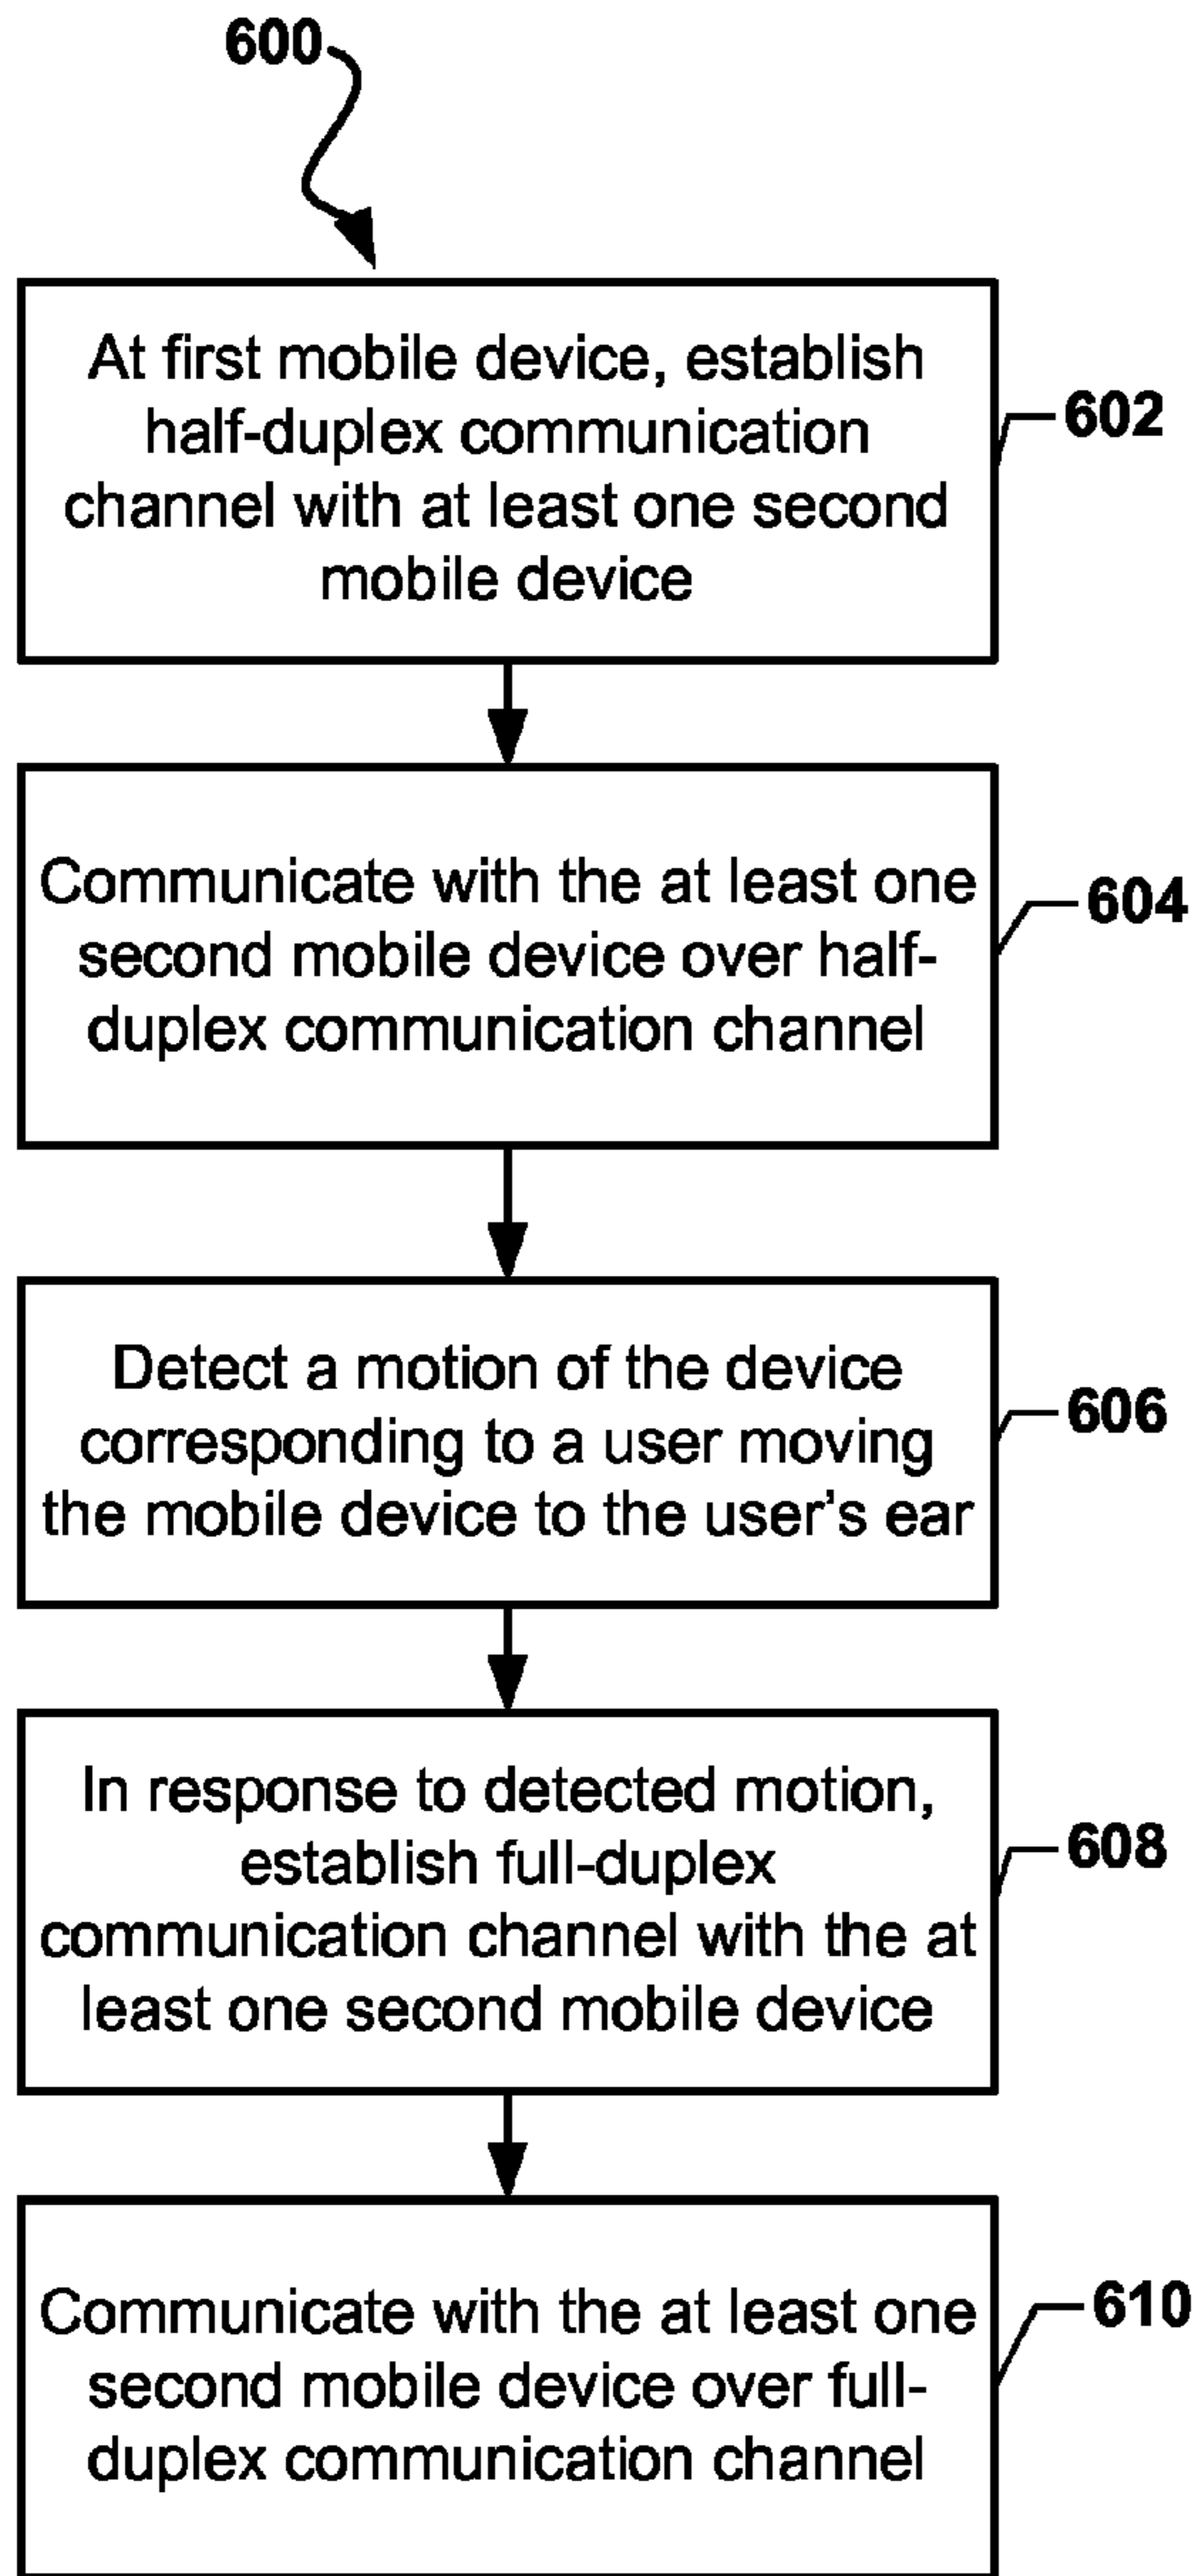 600
At first mobile device, establish
half-duplex communication
channel with at least one second
mobile device
602
Communicate with the at least one
second mobile device over half-
duplex communication channel
604
Detect a motion of the device
corresponding to a user moving
the mobile device to the user's ear
606
In response to detected motion,
establish full-duplex
communication channel with the at
least one second mobile device
608
Communicate with the at least one
second mobile device over full-
duplex communication channel
610